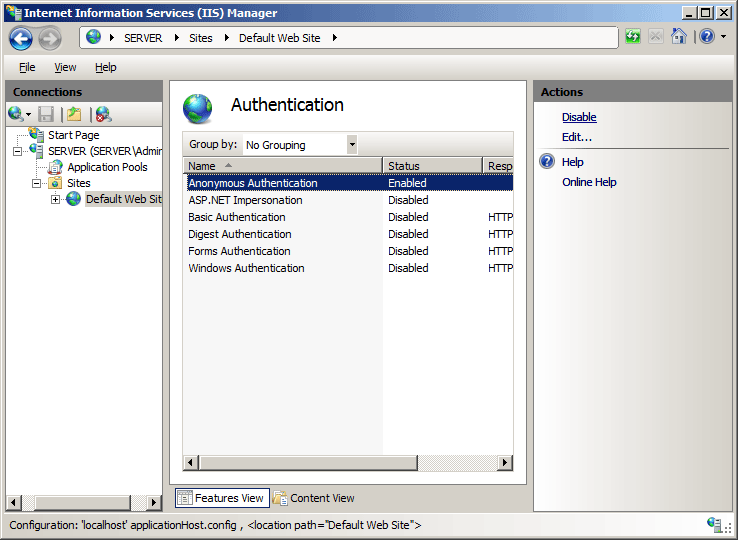 Internet Information Services (IIS) Manager
SERVER Sites Default Web Site
File View Help
Connections
Start Page
SERVER (SERVER\Admin
Application Pools
Sites
Default Web Sit
Authentication
Group by: No Grouping
Name Status Resp
Anonymous Authentication Enabled
ASP.NET Impersonation Disabled
Basic Authentication Disabled HTTP
Digest Authentication Disabled HTTP
Forms Authentication Disabled HTTP
Windows Authentication Disabled HTTP
Features View Content View
Actions
Disable
Edit...
Help
Online Help
Configuration: 'localhost' applicationHost.config , <location path="Default Web Site">